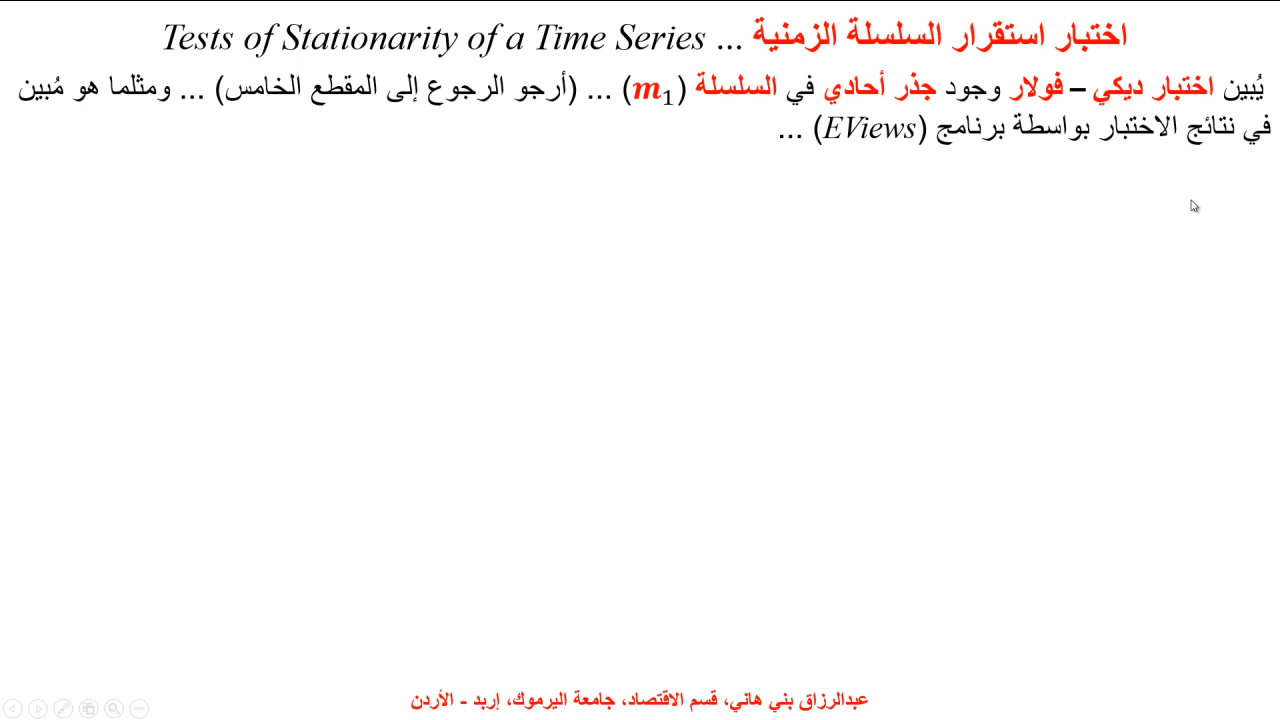 اختبار استقرار السلسلة الزمنية ... Tests of Stationarity of a Time Series
يُبين اختبار ديكي – فولار وجود جذر أحادي في السلسلة (m₁) ... (أرجو الرجوع إلى المقطع الخامس) ... ومثلما هو مُبين
في نتائج الاختبار بواسطة برنامج (EViews) ...
عبدالرزاق بني هاني، قسم الاقتصاد، جامعة اليرموك، إربد - الأردن